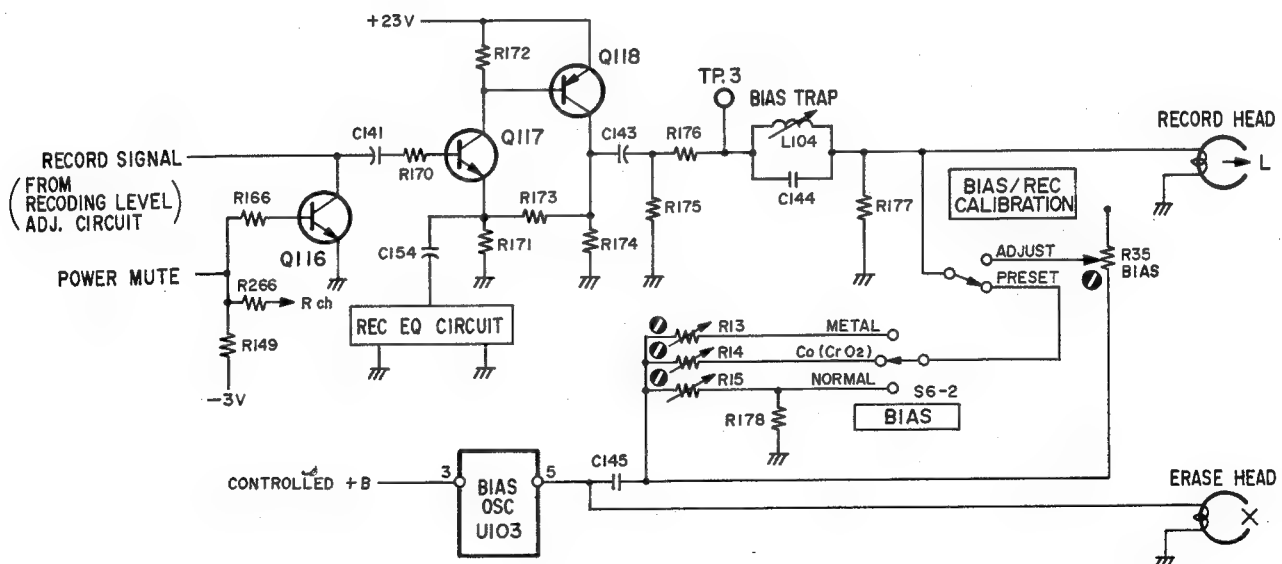 +23V
R172
Q118
TP.3
BIAS TRAP
L104
C144
RECORD HEAD
L
C141
Q117
C143
R176
RECORD SIGNAL
(FROM
RECODING LEVEL
ADJ. CIRCUIT)
R170
R166
R173
BIAS/REC
CALIBRATION
Q116
C154
R171
R174
R175
R177
ADJUST
PRESET
R35
BIAS
POWER MUTE
R266
R ch
REC EQ CIRCUIT
R149
-3V
R13
METAL
R14
Co (CrO2)
R15
NORMAL
S6-2
R178
BIAS
CONTROLLED +B
3
BIAS
OSC
U103
5
C145
ERASE HEAD
X